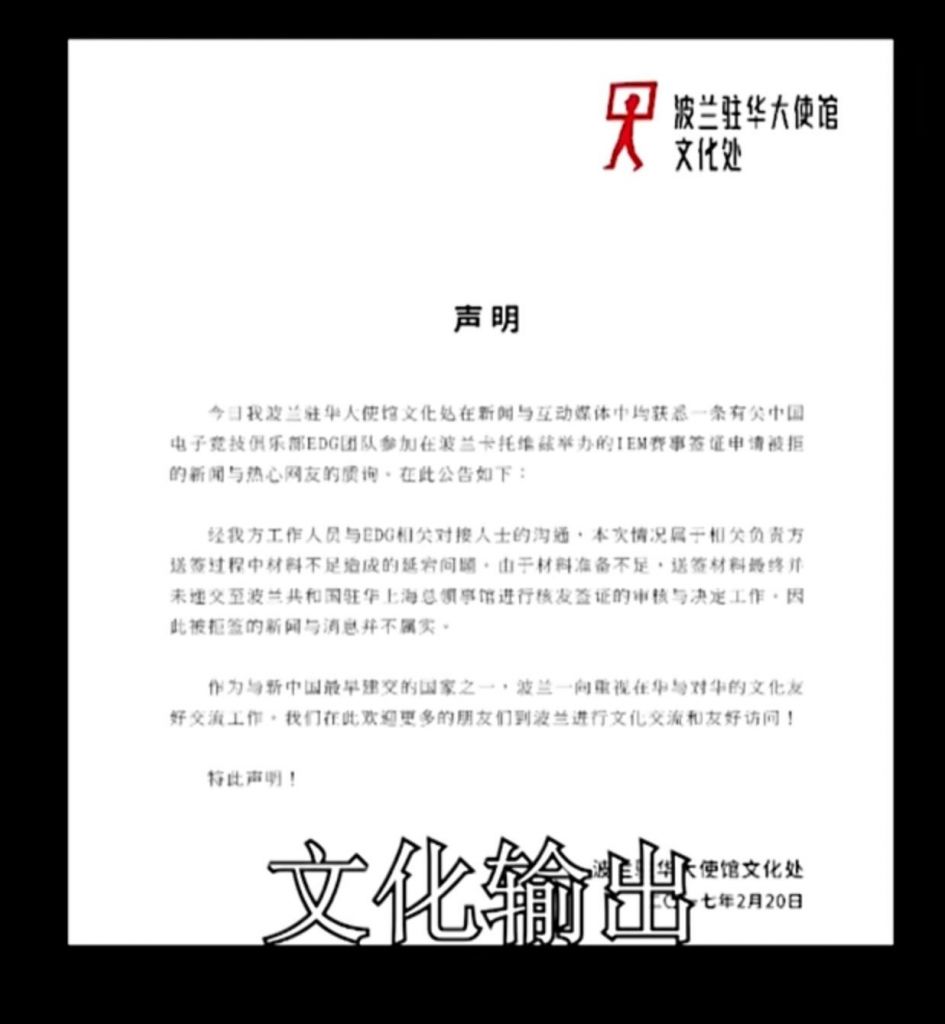 波兰驻华大使馆
文化处
声明
今日我波兰驻华大使馆文化处在新闻与互动媒体中均获悉一条有关中国
电子竞技俱乐部EDG团队参加在波兰卡托维兹举办的IEM赛事签证申请被拒
的新闻与热心网友的质询。在此公告如下：
经我方工作人员与EDG相关对接人士的沟通，本次情况属于相关负责方
送签过程中材料不足造成的延宕问题。由于材料准备不足，送签材料最终并
未递交至波兰共和国驻华上海总领事馆进行核发签证的审核与决定工作。因
此被拒签的新闻与消息并不属实。
作为与新中国最早建交的国家之一，波兰一向重视在华与对华的文化友
好交流工作。我们在此欢迎更多的朋友们到波兰进行文化交流和友好访问！
特此声明！
波兰驻华大使馆文化处
二〇一七年2月20日
文化输出